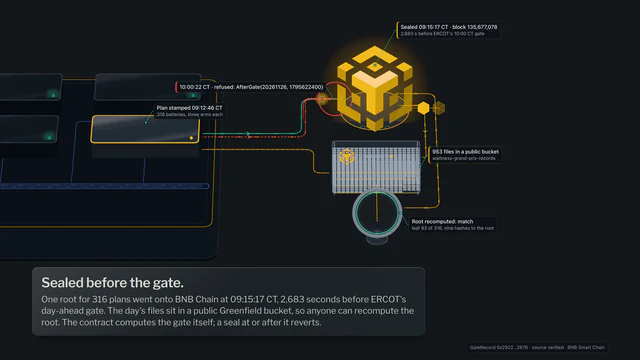 Sealed 09:15:17 CT · block 135,677,078
2,683 s before ERCOT's 10:00 CT gate
10:00:22 CT · refused: AfterGate(20261126, 1795622400)
Plan stamped 09:12:46 CT
316 batteries, three arms each
953 files in a public bucket
wattness-grand-prix-records
Root recomputed: match
leaf 95 of 316, nine hashes to the root
Sealed before the gate.
One root for 316 plans went onto BNB Chain at 09:15:17 CT, 2,683 seconds before ERCOT's
day-ahead gate. The day's files sit in a public Greenfield bucket, so anyone can recompute the
root. The contract computes the gate itself; a seal at or after it reverts.
GateRecord 0x2922...2876 · source verified · BNB Smart Chain